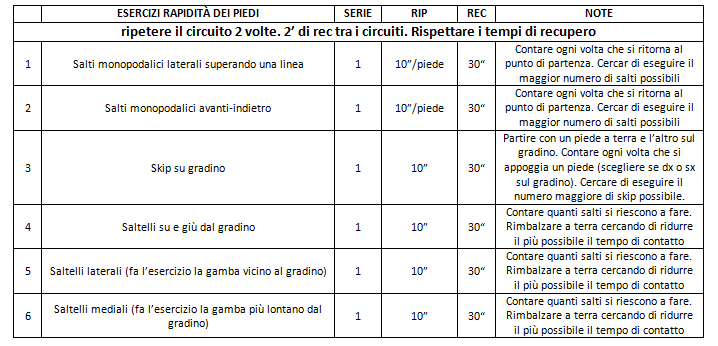 ESERCIZI RAPIDITÀ DEI PIEDI SERIE RIP REC NOTE
ripetere il circuito 2 volte. 2’ di rec tra i circuiti. Rispettare i tempi di recupero
1 Salti monopodalici laterali superando una linea 1 10’’/piede 30“ Contare ogni volta che si ritorna al
punto di partenza. Cercar di eseguire il
maggior numero di salti possibili
2 Salti monopodalici avanti-indietro 1 10’’/piede 30“ Contare ogni volta che si ritorna al
punto di partenza. Cercar di eseguire il
maggior numero di salti possibili
3 Skip su gradino 1 10’’ 30“ Partire con un piede a terra e l’altro sul
gradino. Contare ogni volta che si
appoggia un piede (scegliere se dx o sx
sul gradino). Cercare di eseguire il
numero maggiore di skip possibile.
4 Saltelli su e giù dal gradino 1 10’’ 30“ Contare quanti salti si riescono a fare.
Rimbalzare a terra cercando di ridurre
il più possibile il tempo di contatto
5 Saltelli laterali (fa l’esercizio la gamba vicino al gradino) 1 10’’ 30“ Contare quanti salti si riescono a fare.
Rimbalzare a terra cercando di ridurre
il più possibile il tempo di contatto
6 Saltelli mediali (fa l’esercizio la gamba più lontano dal
gradino) 1 10’’ 30“ Contare quanti salti si riescono a fare.
Rimbalzare a terra cercando di ridurre
il più possibile il tempo di contatto